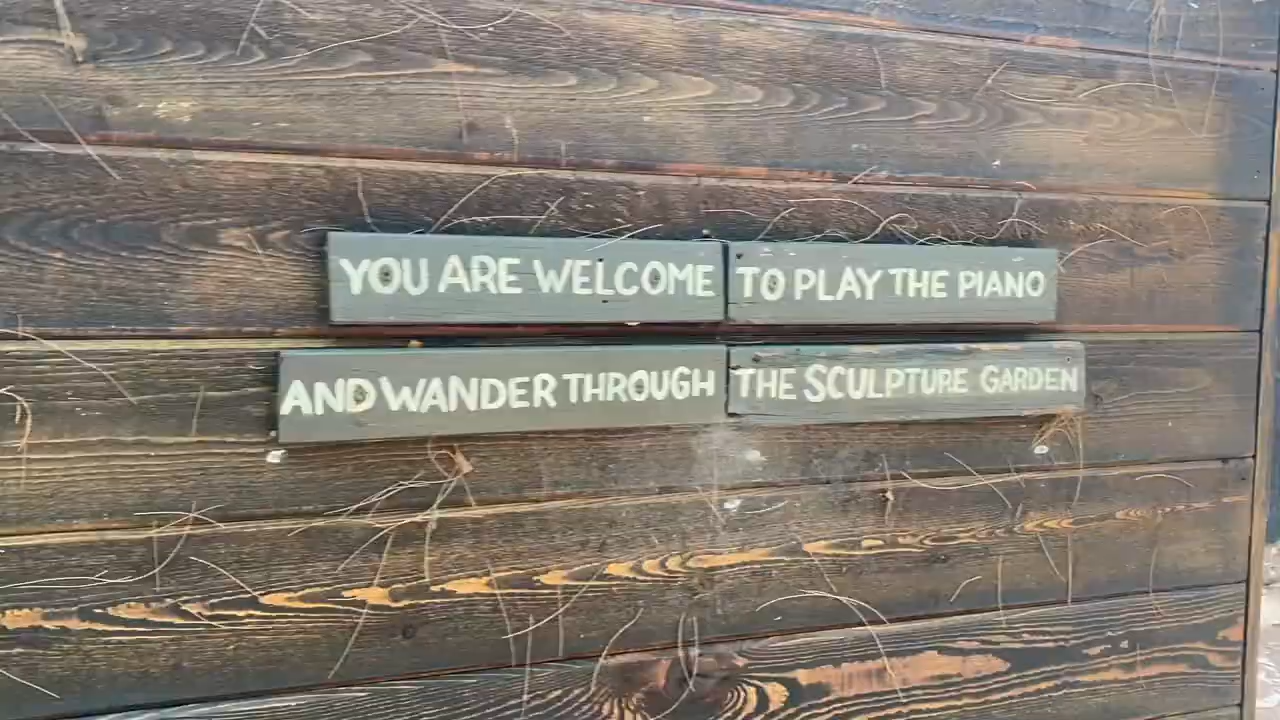 YOU ARE WELCOME TO PLAY THE PIANO
AND WANDER THROUGH THE SCULPTURE GARDEN